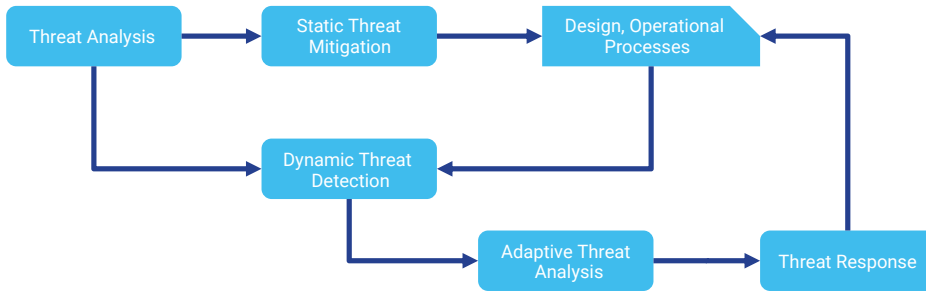 Threat Analysis
Static Threat
Mitigation
Design, Operational
Processes
Dynamic Threat
Detection
Adaptive Threat
Analysis
Threat Response